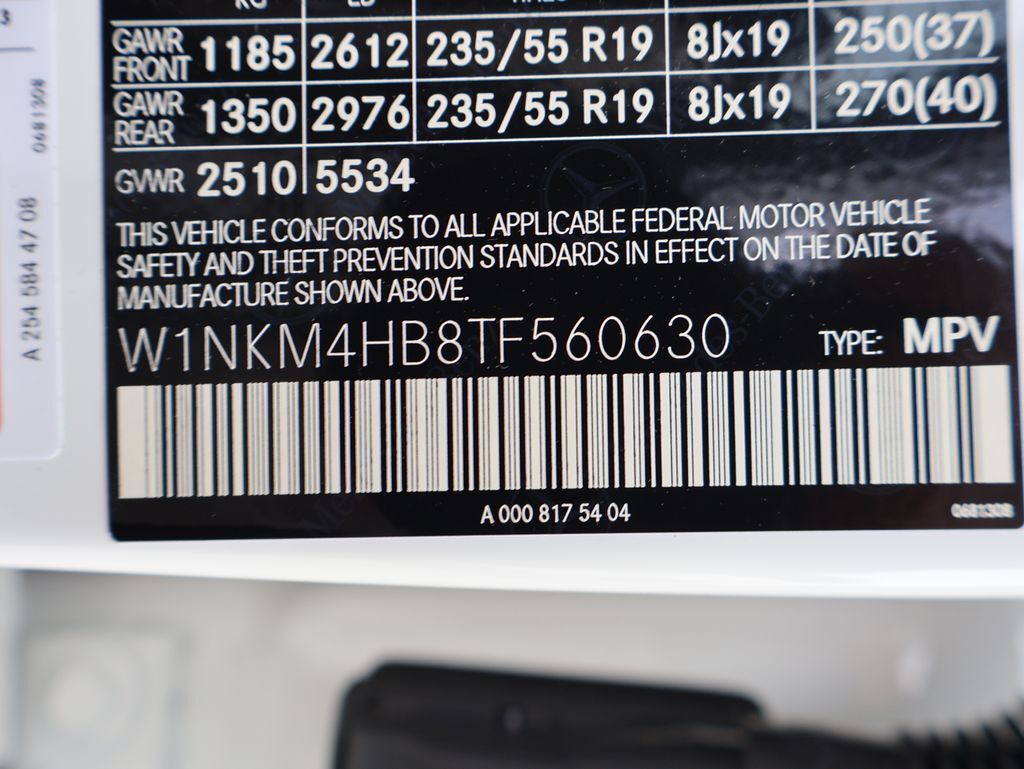 3
0681308
A 254 584 47 08
KG LB
GAWR FRONT 1185 2612 235/55 R19 8Jx19 250(37)
GAWR REAR 1350 2976 235/55 R19 8Jx19 270(40)
GVWR 2510 5534
THIS VEHICLE CONFORMS TO ALL APPLICABLE FEDERAL MOTOR VEHICLE
SAFETY AND THEFT PREVENTION STANDARDS IN EFFECT ON THE DATE OF
MANUFACTURE SHOWN ABOVE.
W1NKM4HB8TF560630 TYPE: MPV
A 000 817 54 04
0681308